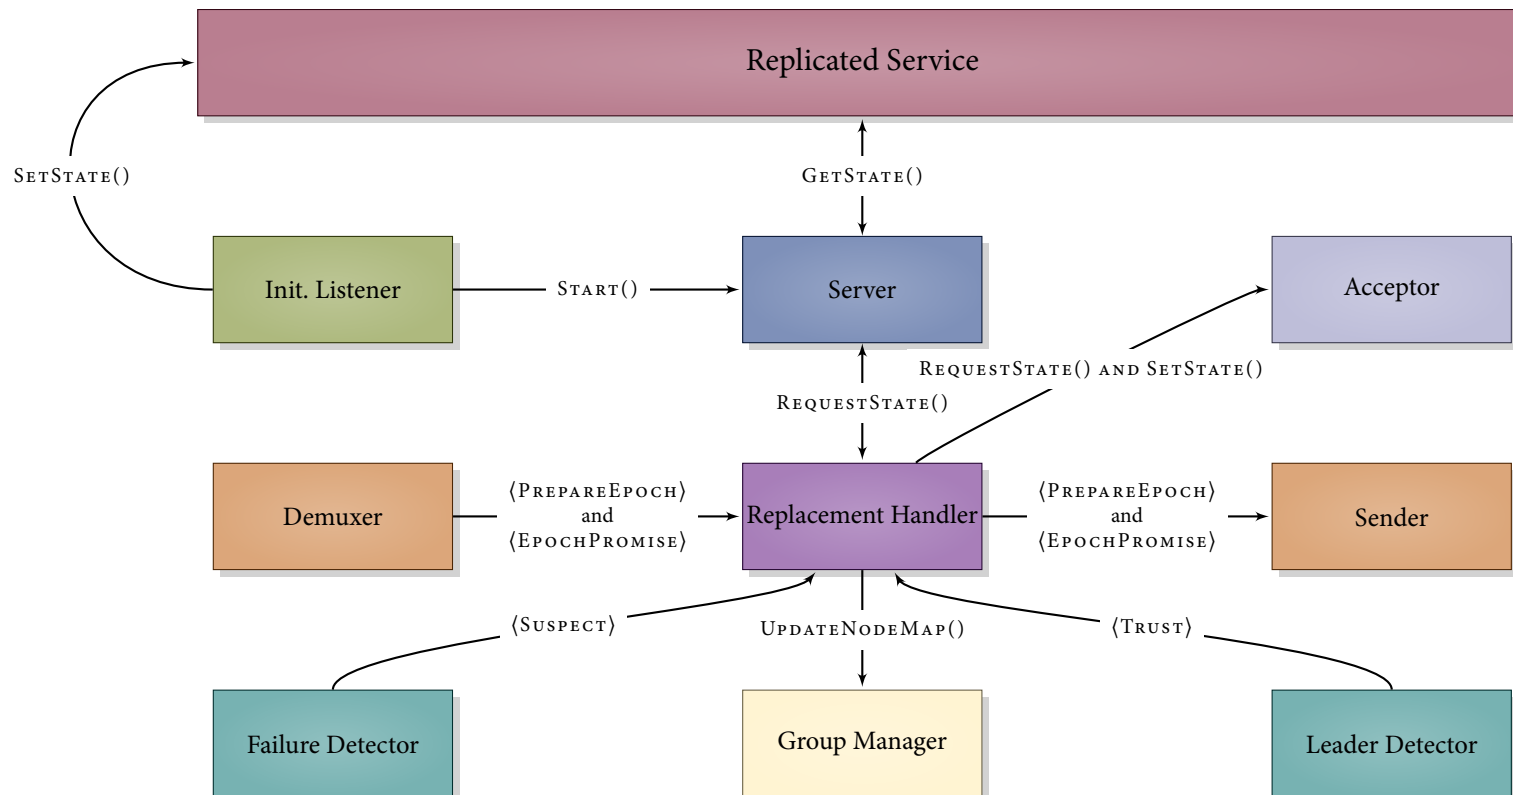 Replicated Service
SetState()
GetState()
Init. Listener
Start()
Server
Acceptor
RequestState() and SetState()
RequestState()
Demuxer
⟨PrepareEpoch⟩
and
⟨EpochPromise⟩
Replacement Handler
⟨PrepareEpoch⟩
and
⟨EpochPromise⟩
Sender
⟨Suspect⟩
UpdateNodeMap()
⟨Trust⟩
Failure Detector
Group Manager
Leader Detector